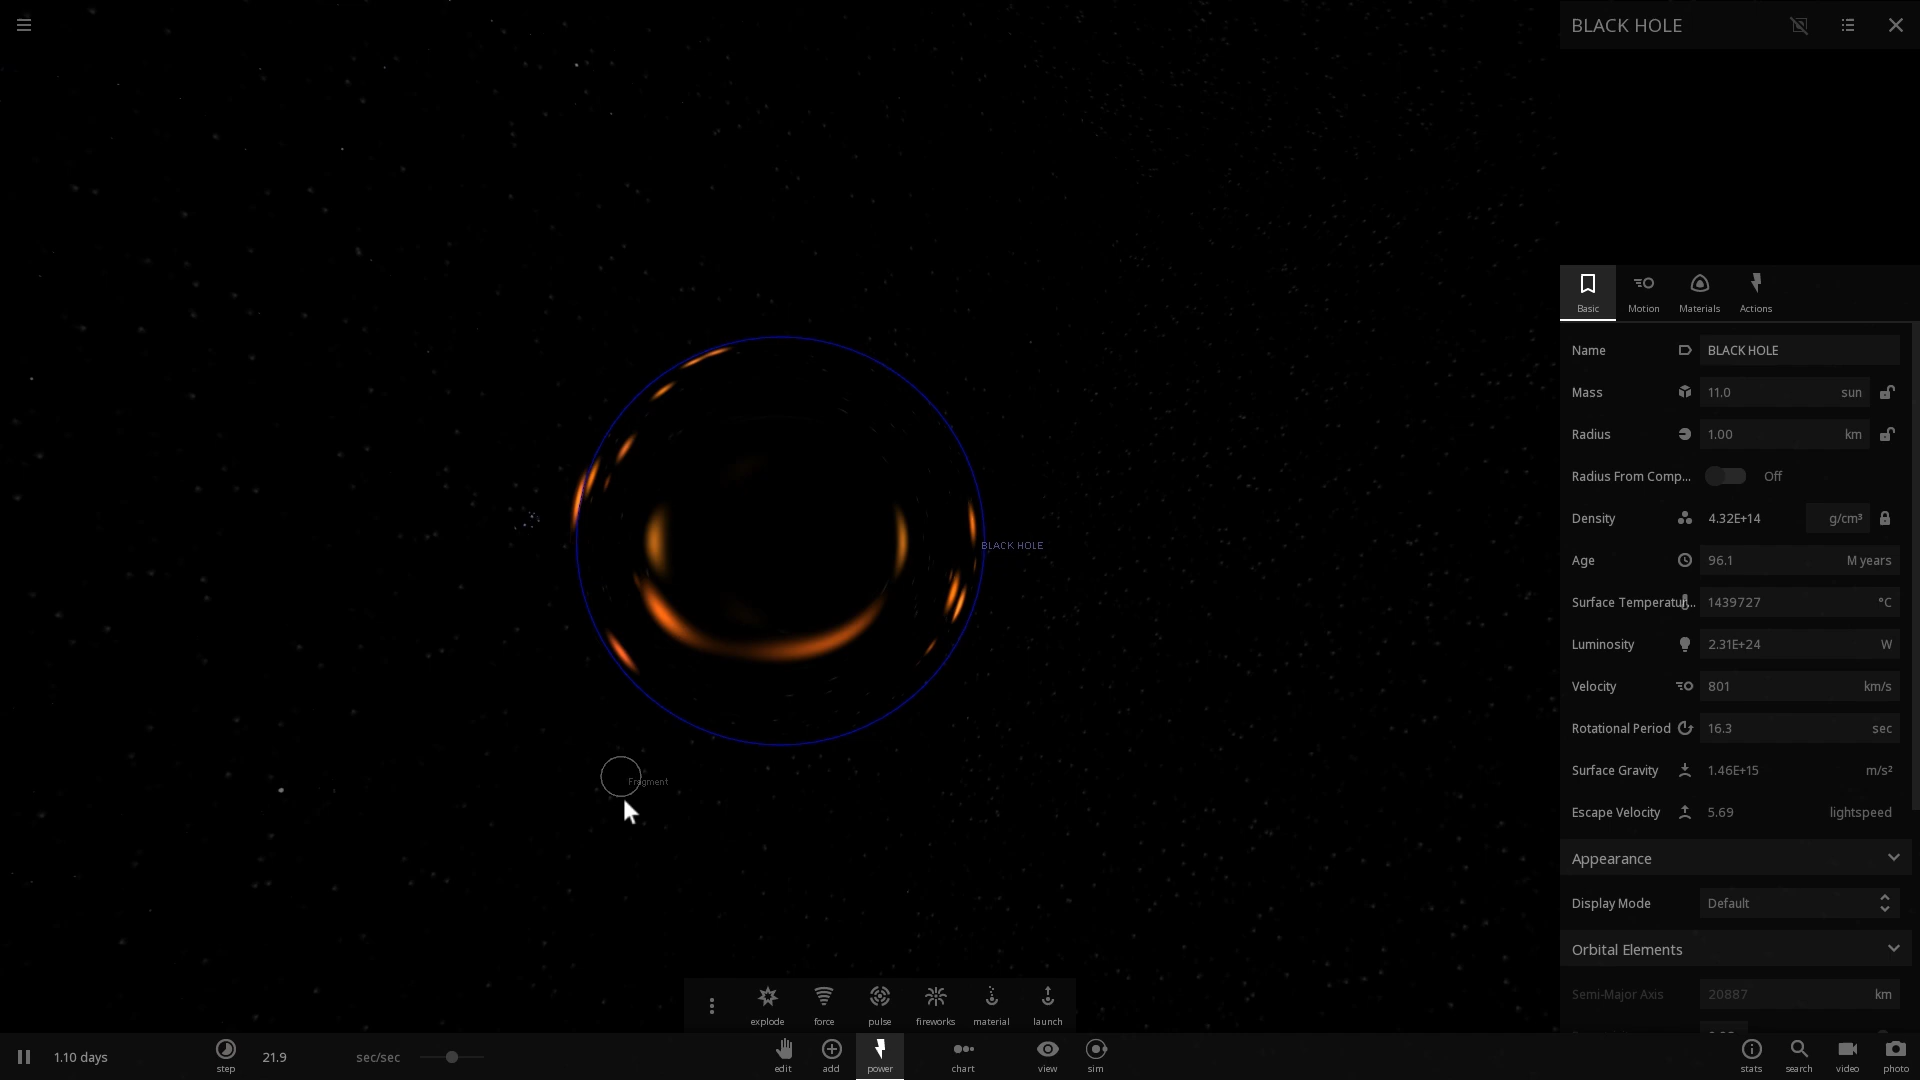 BLACK HOLE
Basic
Motion
Materials
Actions
Name
BLACK HOLE
Mass
11.0 sun
Radius
1.00 km
Radius From Comp...
Off
Density
4.32E+14 g/cm³
Age
96.1 M years
Surface Temperatur...
1439727 °C
Luminosity
2.31E+24 W
Velocity
801 km/s
Rotational Period
16.3 sec
Surface Gravity
1.46E+15 m/s²
Escape Velocity
5.69 lightspeed
Appearance
Display Mode
Default
Orbital Elements
Semi-Major Axis
20887 km
BLACK HOLE
Fragment
explode
force
pulse
fireworks
material
launch
1.10 days
step
21.9 sec/sec
edit
add
power
chart
view
sim
stats
search
video
photo